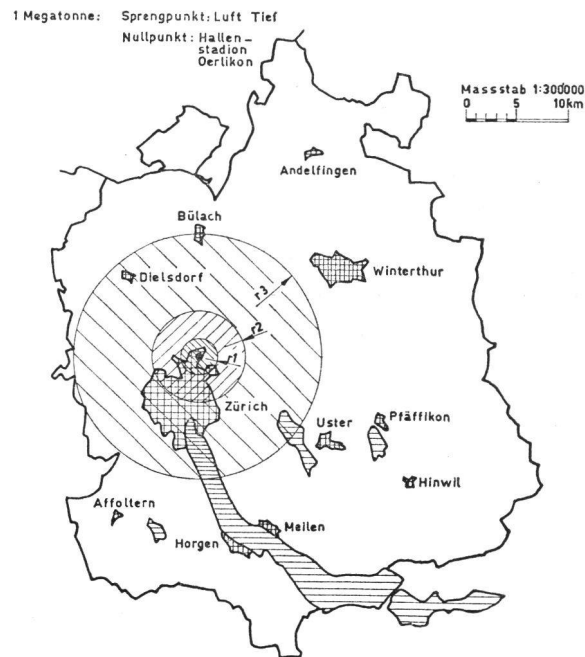 1 Megatonne: Sprengpunkt: Luft Tief
Nullpunkt: Hallen-
stadion
Oerlikon
Massstab 1:300000
0 5 10km
Andelfingen
Bülach
Dielsdorf
Winterthur
r3
r2
r1
Zürich
Uster
Pfäffikon
Hinwil
Affoltern
Horgen
Meilen